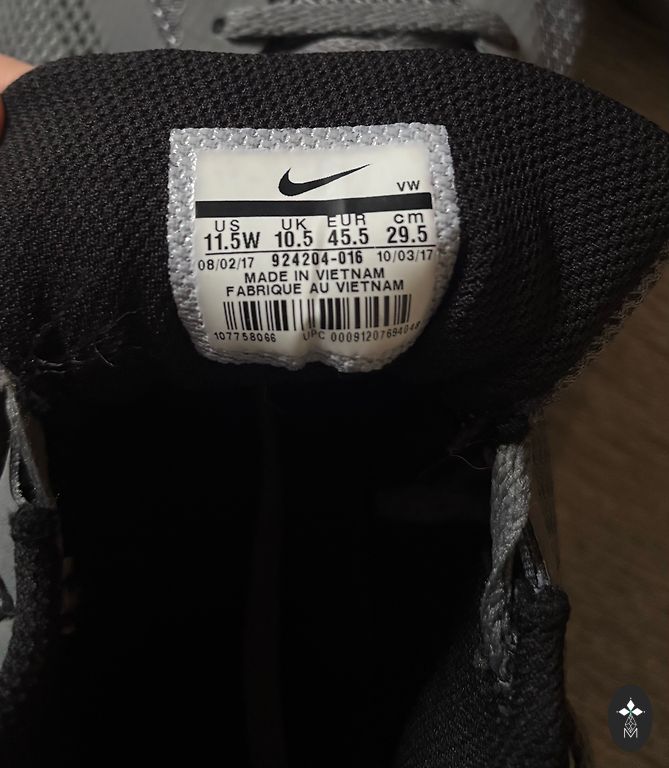 VW
US UK EUR cm
11.5W 10.5 45.5 29.5
08/02/17 924204-016 10/03/17
MADE IN VIETNAM
FABRIQUE AU VIETNAM
107758066 UPC 00091207694048
M